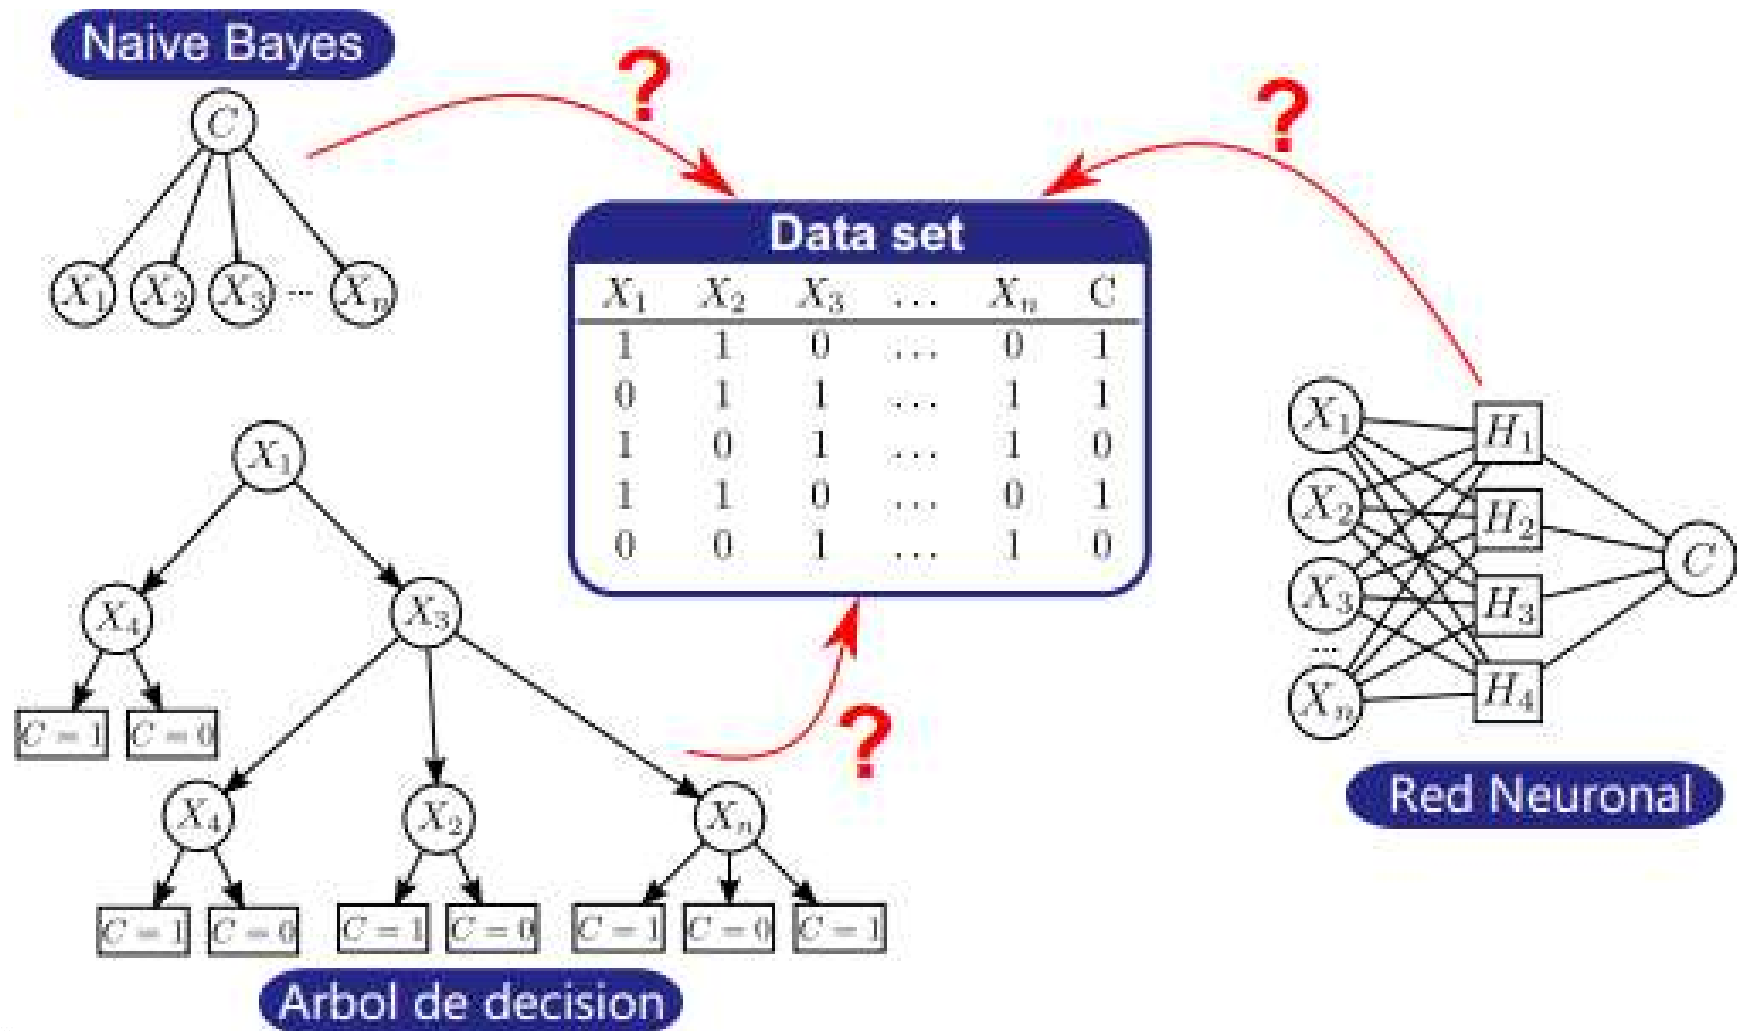 Naive Bayes
?
?
C
X₁ X₂ X₃ ... Xₙ
Data set
X₁ X₂ X₃ ... Xₙ C
1 1 0 ... 0 1
0 1 1 ... 1 1
1 0 1 ... 1 0
1 1 0 ... 0 1
0 0 1 ... 1 0
X₁
X₄ X₃
C = 1 C = 0
X₄ X₂ Xₙ
C = 1 C = 0 C = 1 C = 0 C = 1 C = 0 C = 1
?
Arbol de decision
X₁ H₁
X₂ H₂
C
X₃ H₃
...
Xₙ H₄
Red Neuronal